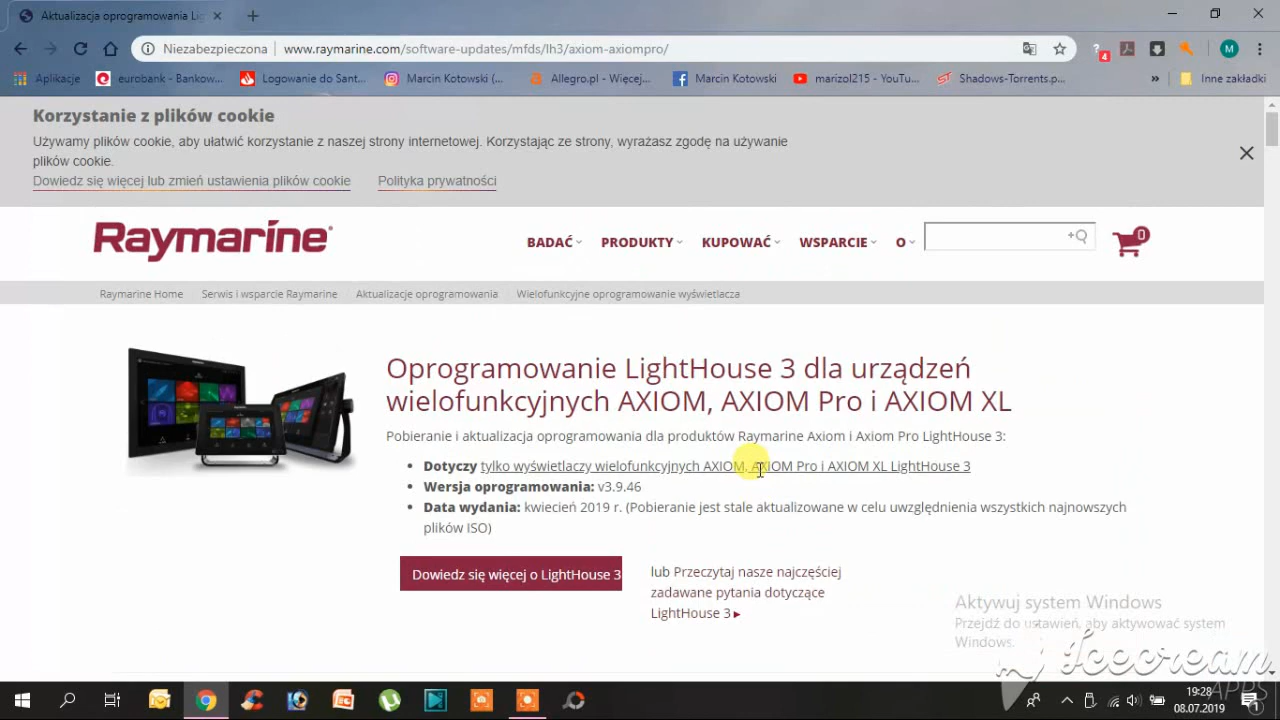 Aktualizacja oprogramowania Li
Niezabezpieczona
www.raymarine.com/software-updates/mfds/lh3/axiom-axiompro/
4
M
Aplikacje
eurobank - Bankow...
Logowanie do Sant...
Marcin Kotowski (...
Allegro.pl - Więcej...
Marcin Kotowski
marizol215 - YouTu...
Shadows-Torrents.p...
»
Inne zakładki
Korzystanie z plików cookie
Używamy plików cookie, aby ułatwić korzystanie z naszej strony internetowej. Korzystając ze strony, wyrażasz zgodę na używanie
plików cookie.
Dowiedz się więcej lub zmień ustawienia plików cookie
Polityka prywatności
Raymarine®
BADAĆ
PRODUKTY
KUPOWAĆ
WSPARCIE
O
0
Raymarine Home
Serwis i wsparcie Raymarine
Aktualizacje oprogramowania
Wielofunkcyjne oprogramowanie wyświetlacza
Oprogramowanie LightHouse 3 dla urządzeń
wielofunkcyjnych AXIOM, AXIOM Pro i AXIOM XL
Pobieranie i aktualizacja oprogramowania dla produktów Raymarine Axiom i Axiom Pro LightHouse 3:
• Dotyczy tylko wyświetlaczy wielofunkcyjnych AXIOM, AXIOM Pro i AXIOM XL LightHouse 3
• Wersja oprogramowania: v3.9.46
• Data wydania: kwiecień 2019 r. (Pobieranie jest stale aktualizowane w celu uwzględnienia wszystkich najnowszych
plików ISO)
Dowiedz się więcej o LightHouse 3
lub Przeczytaj nasze najczęściej
zadawane pytania dotyczące
LightHouse 3 ▸
Aktywuj system Windows
Przejdź do ustawień, aby aktywować system
Windows.
Icecream
APPS
19:28
08.07.2019
1